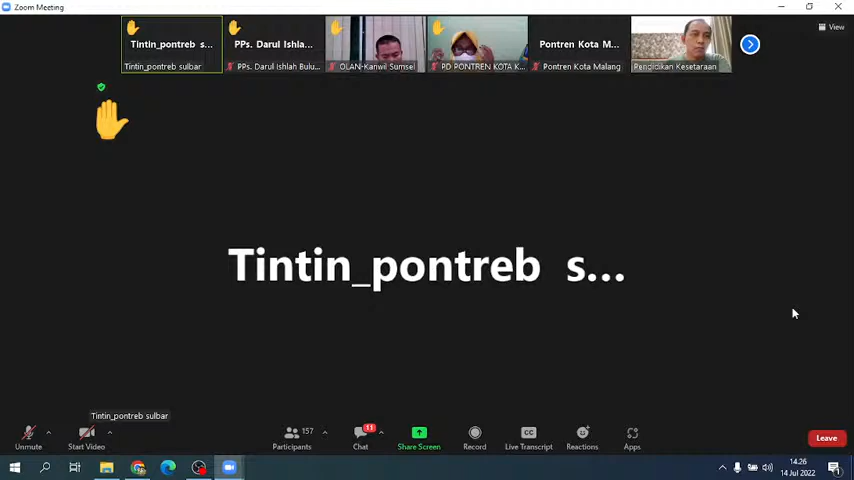 Zoom Meeting
View
Tintin_pontreb s...
PPs. Darul Ishla...
Pontren Kota M...
Tintin_pontreb sulbar
PPs. Darul Ishlah Bulu...
OLAN-Kanwil Sumsel
PD PONTREN KOTA K...
Pontren Kota Malang
Pendidikan Kesetaraan
Tintin_pontreb s...
Tintin_pontreb sulbar
157
11
CC
Unmute
Start Video
Participants
Chat
Share Screen
Record
Live Transcript
Reactions
Apps
Leave
14.26
14 Jul 2022
1